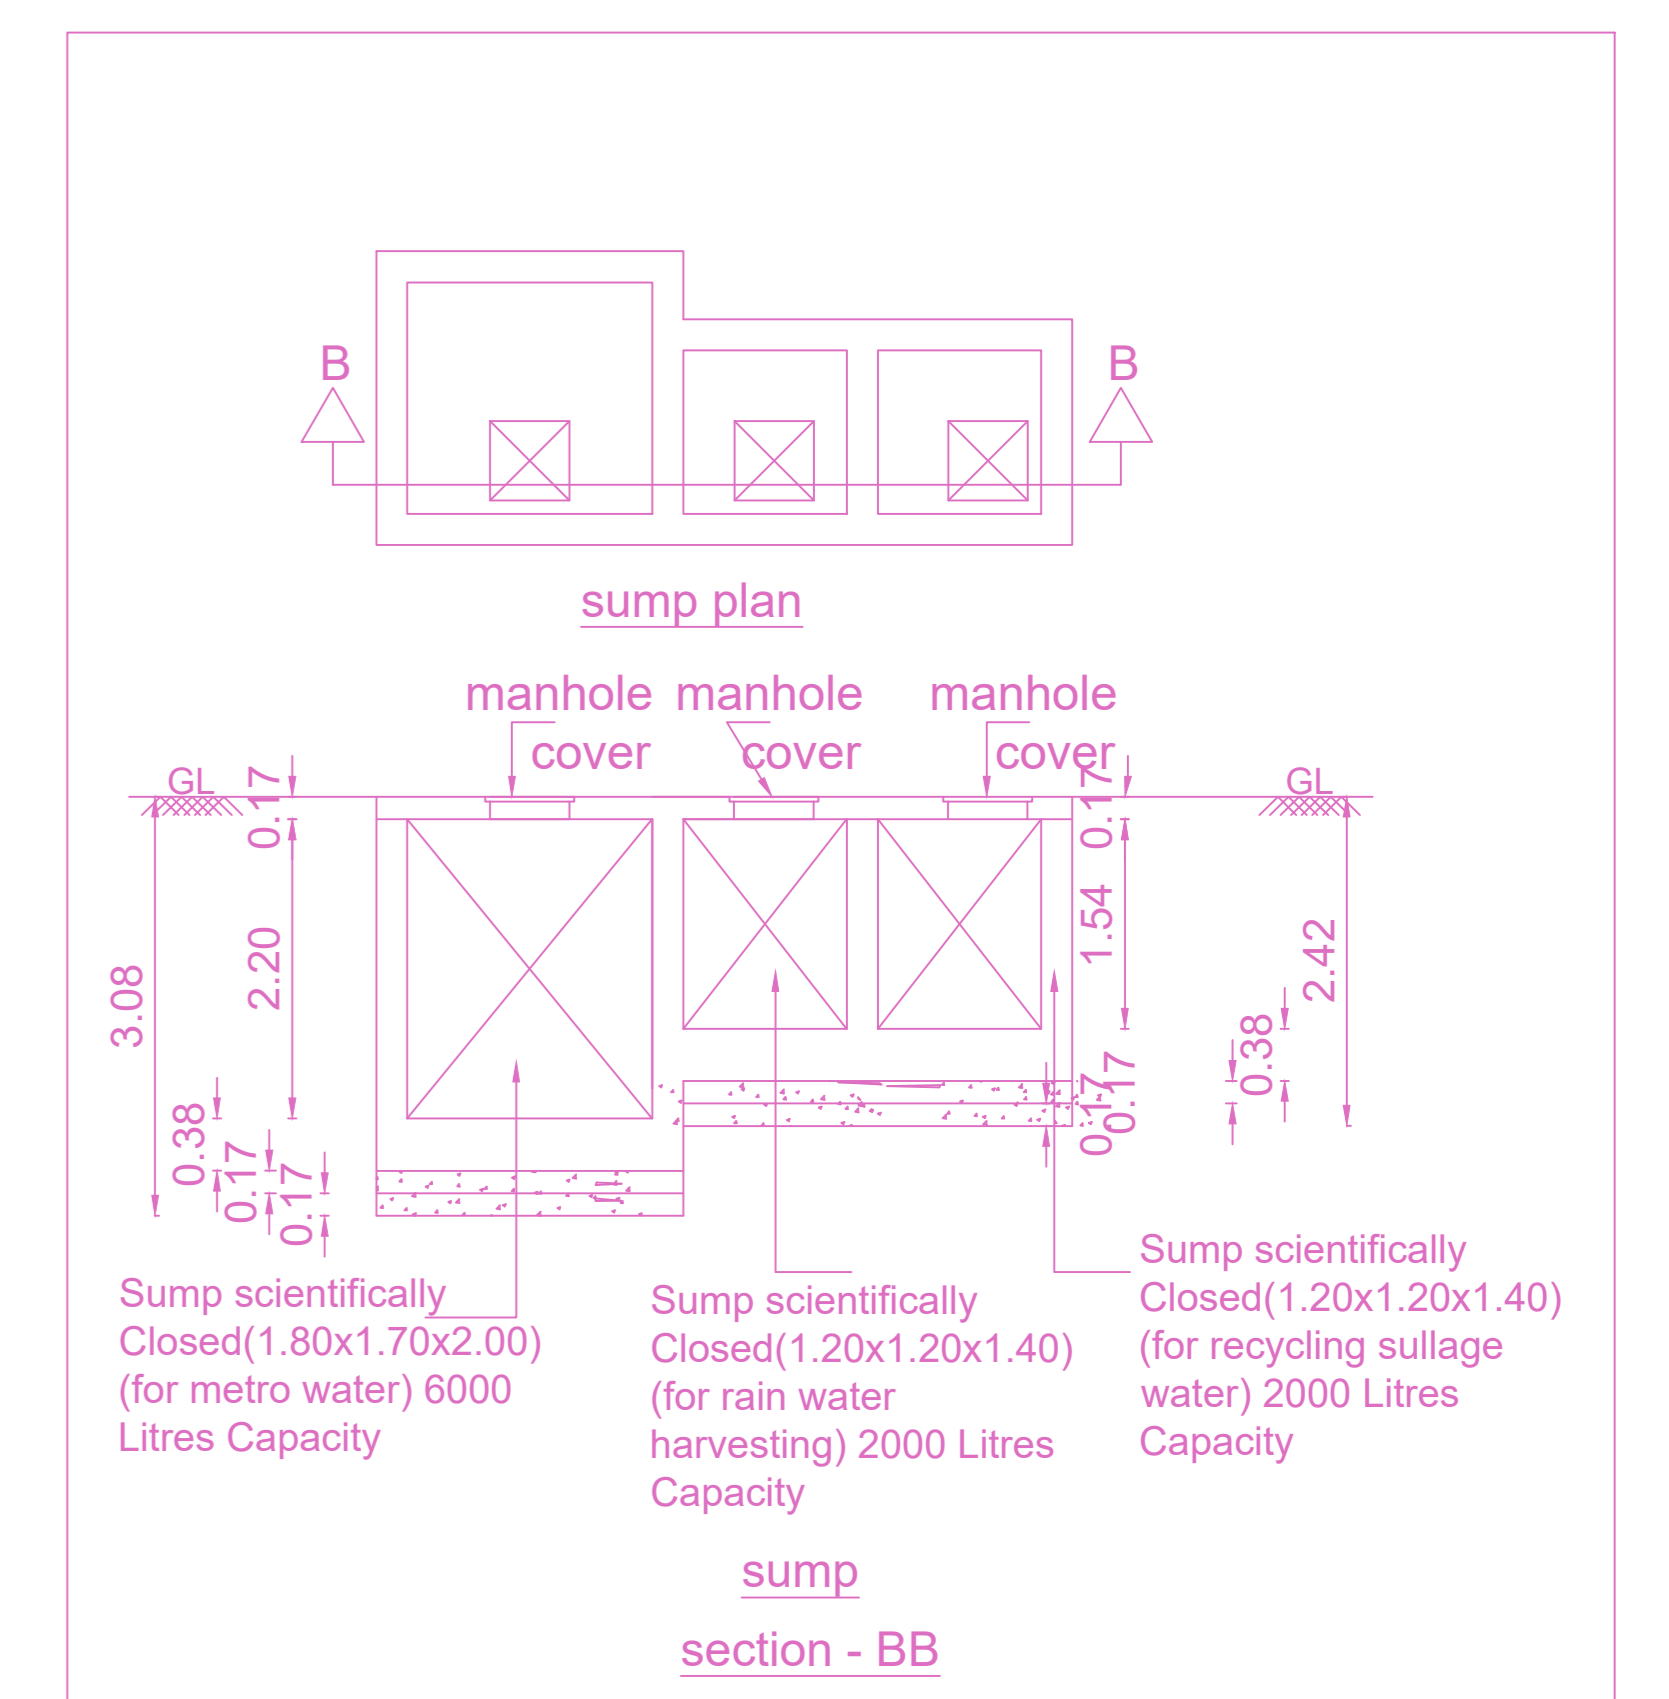 B
B
sump plan
manhole
cover
manhole
cover
manhole
cover
GL
GL
0.17
0.17
2.20
1.54
3.08
2.42
0.38
0.17
0.17
0.38
0.17
0.17
Sump scientifically
Closed(1.80x1.70x2.00)
(for metro water) 6000
Litres Capacity
Sump scientifically
Closed(1.20x1.20x1.40)
(for rain water
harvesting) 2000 Litres
Capacity
Sump scientifically
Closed(1.20x1.20x1.40)
(for recycling sullage
water) 2000 Litres
Capacity
sump
section - BB